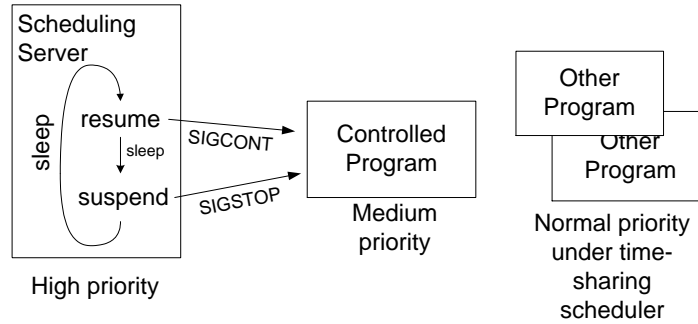 Scheduling
Server
resume
sleep
suspend
sleep
SIGCONT
SIGSTOP
High priority
Controlled
Program
Medium
priority
Other
Program
Other
Program
Normal priority
under time-
sharing
scheduler